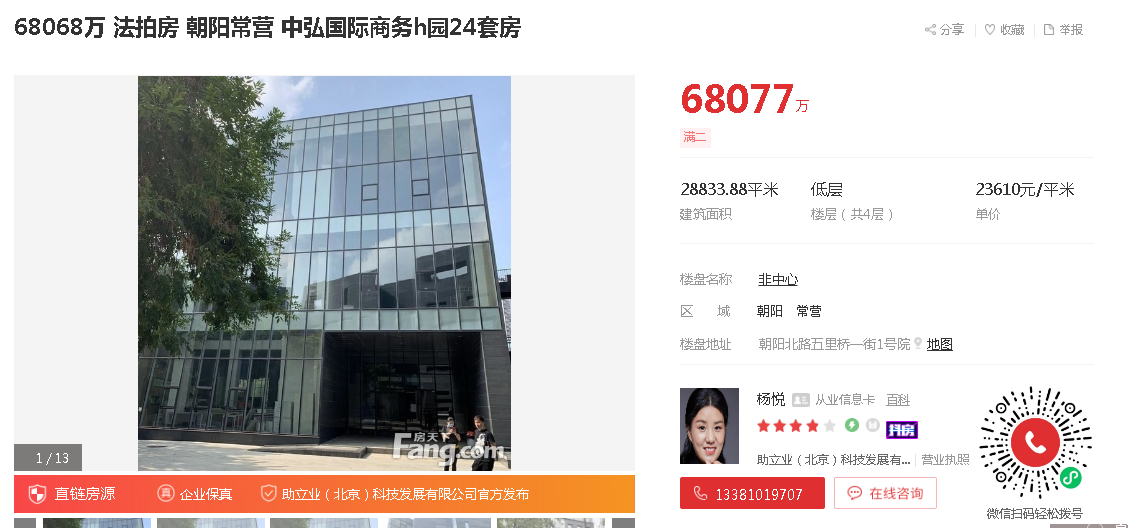 68068万 法拍房 朝阳常营 中弘国际商务h园24套房
分享 收藏 举报
68077万
满二
28833.88平米 低层 23610元/平米
建筑面积 楼层（共4层） 单价
楼盘名称 非中心
区 域 朝阳 常营
楼盘地址 朝阳北路五里桥一街1号院 地图
房天下
Fang.com
1 / 13
杨悦 从业信息卡 百科
抖房
助立业（北京）科技发展有... 营业执照
13381019707 在线咨询
微信扫码轻松拨号
直链房源 真 企业保真 助立业（北京）科技发展有限公司官方发布